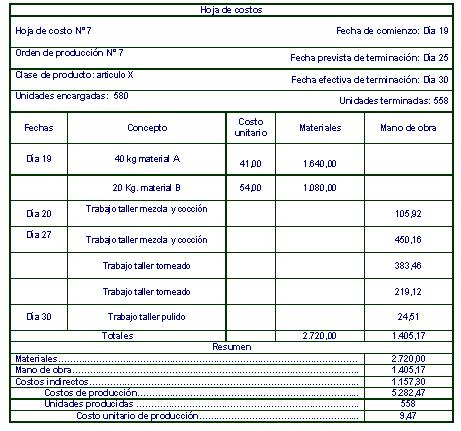 Hoja de costos
Hoja de costo Nº 7 Fecha de comienzo: Día 19
Orden de producción Nº 7 Fecha prevista de terminación: Día 25
Clase de producto: artículo X Fecha efectiva de terminación: Día 30
Unidades encargadas: 580 Unidades terminadas: 558
Fechas Concepto Costo unitario Materiales Mano de obra
Día 19 40 kg material A 41,00 1.640,00
20 Kg. material B 54,00 1.080,00
Día 20 Trabajo taller mezcla y cocción 105,92
Día 27 Trabajo taller mezcla y cocción 450,16
Trabajo taller torneado 383,46
Trabajo taller torneado 219,12
Día 30 Trabajo taller pulido 24,51
Totales 2.720,00 1.405,17
Resumen
Materiales 2.720,00
Mano de obra 1.405,17
Costos indirectos 1.157,30
Costos de producción 5.282,47
Unidades producidas 558
Costo unitario de producción 9,47